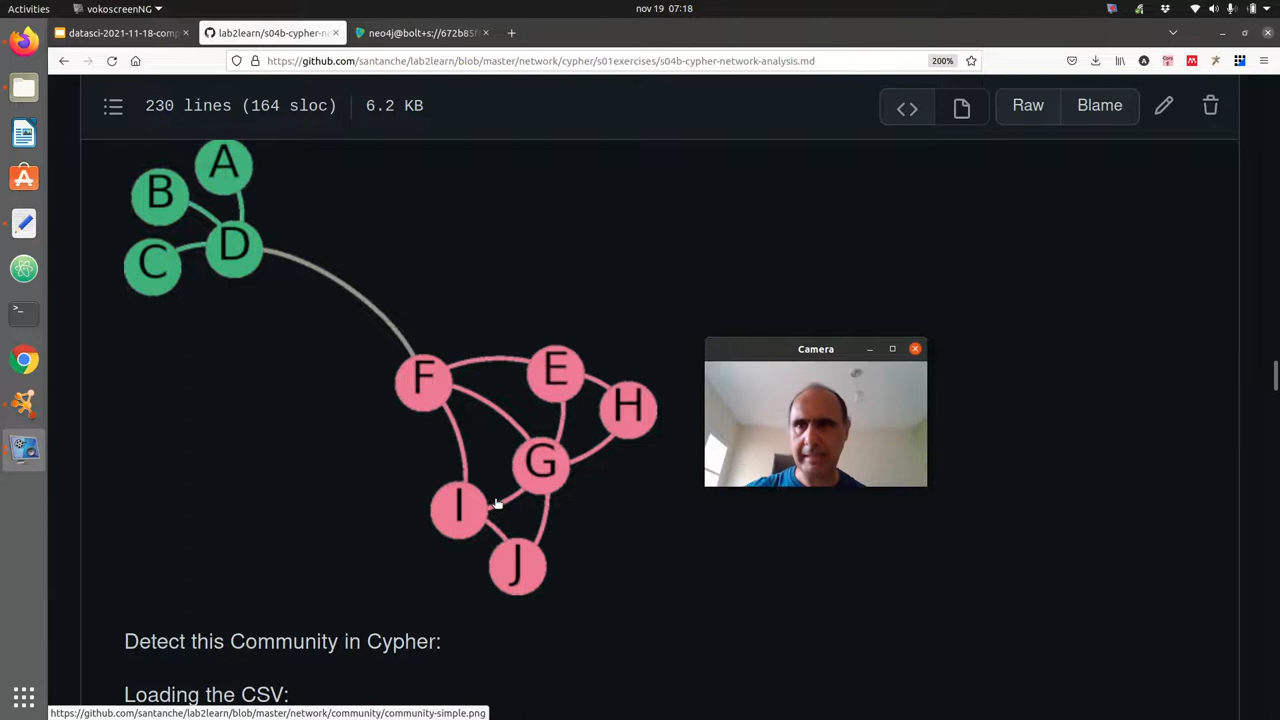 Activities
vokoscreenNG
nov 19 07:18
datasci-2021-11-18-comp
lab2learn/s04b-cypher-ne
neo4j@bolt+s://672b85f
https://github.com/santanche/lab2learn/blob/master/network/cypher/s01exercises/s04b-cypher-network-analysis.md
200%
230 lines (164 sloc)
6.2 KB
Raw
Blame
A
B
C
D
F
E
H
G
I
J
Camera
Detect this Community in Cypher:
Loading the CSV:
https://github.com/santanche/lab2learn/blob/master/network/community/community-simple.png